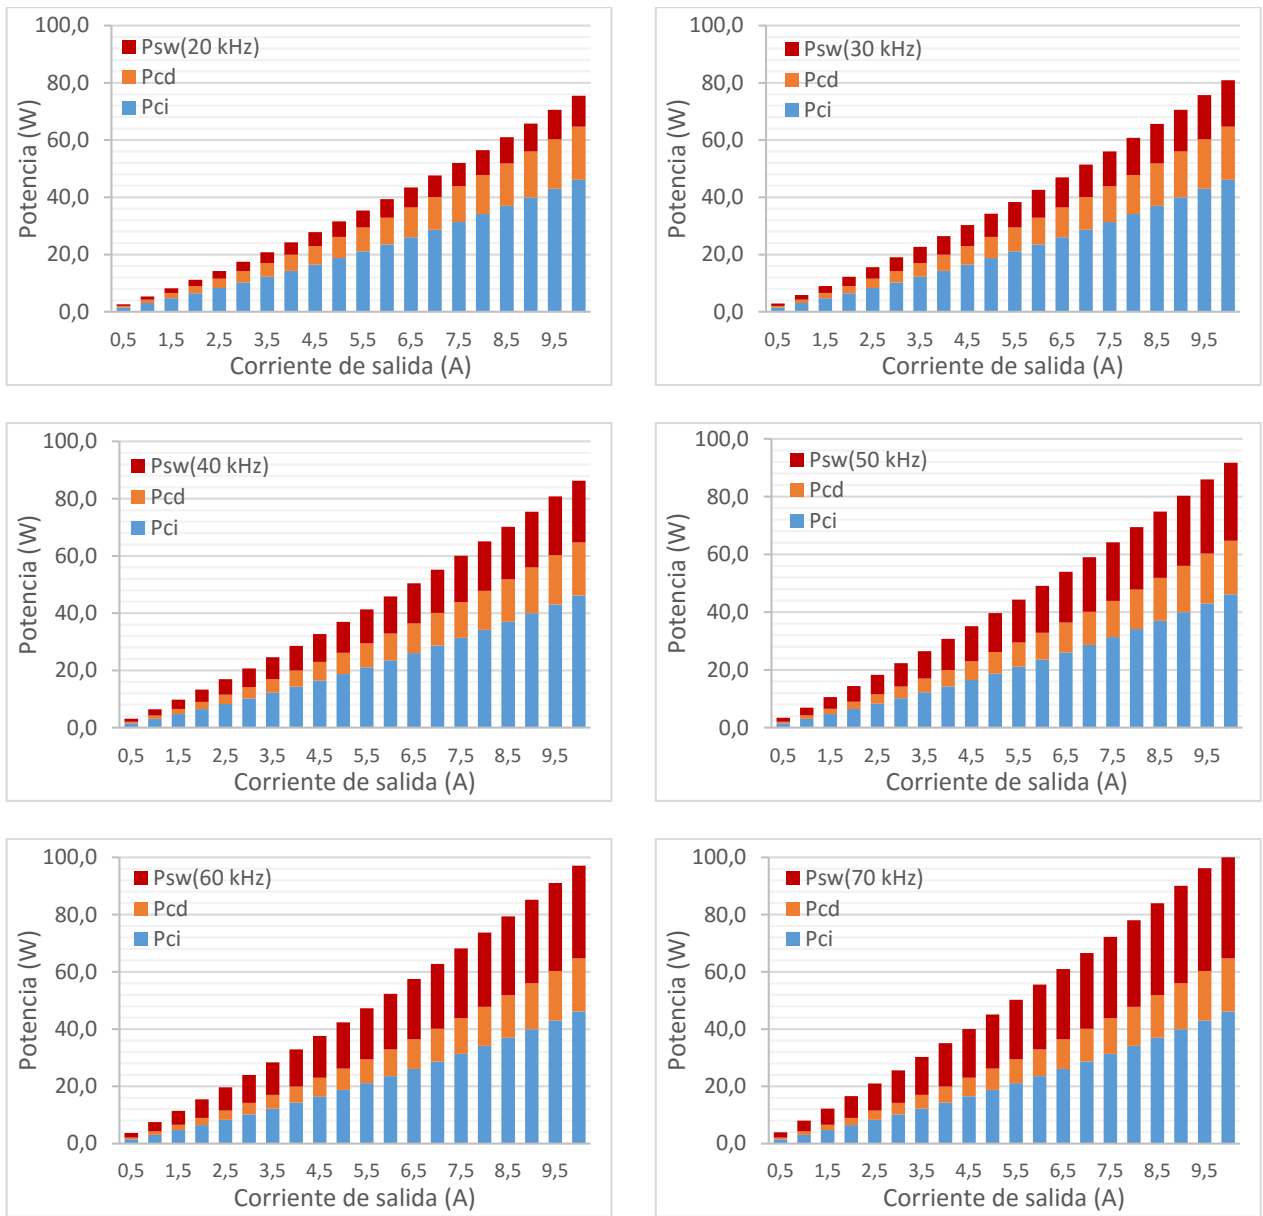 100,0
80,0
60,0
40,0
20,0
0,0
Potencia (W)
Psw(20 kHz)
Pcd
Pci
0,5 1,5 2,5 3,5 4,5 5,5 6,5 7,5 8,5 9,5
Corriente de salida (A)
100,0
80,0
60,0
40,0
20,0
0,0
Potencia (W)
Psw(30 kHz)
Pcd
Pci
0,5 1,5 2,5 3,5 4,5 5,5 6,5 7,5 8,5 9,5
Corriente de salida (A)
100,0
80,0
60,0
40,0
20,0
0,0
Potencia (W)
Psw(40 kHz)
Pcd
Pci
0,5 1,5 2,5 3,5 4,5 5,5 6,5 7,5 8,5 9,5
Corriente de salida (A)
100,0
80,0
60,0
40,0
20,0
0,0
Potencia (W)
Psw(50 kHz)
Pcd
Pci
0,5 1,5 2,5 3,5 4,5 5,5 6,5 7,5 8,5 9,5
Corriente de salida (A)
100,0
80,0
60,0
40,0
20,0
0,0
Potencia (W)
Psw(60 kHz)
Pcd
Pci
0,5 1,5 2,5 3,5 4,5 5,5 6,5 7,5 8,5 9,5
Corriente de salida (A)
100,0
80,0
60,0
40,0
20,0
0,0
Potencia (W)
Psw(70 kHz)
Pcd
Pci
0,5 1,5 2,5 3,5 4,5 5,5 6,5 7,5 8,5 9,5
Corriente de salida (A)